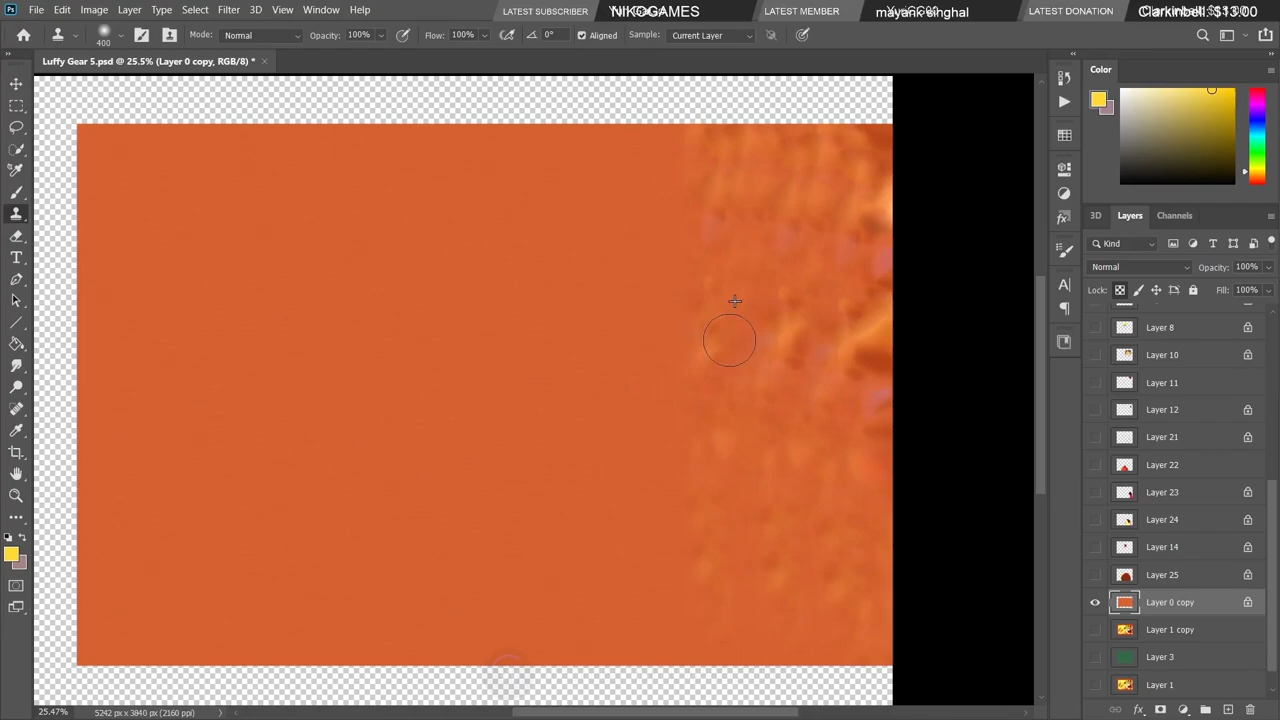 Ps File Edit Image Layer Type Select Filter 3D View Window Help
LATEST SUBSCRIBER NIKOGAMES LATEST MEMBER mayank singhal LATEST DONATION Clarkinbell: $13.00
400 Mode: Normal Opacity: 100% Flow: 100% 0° Aligned Sample: Current Layer
Luffy Gear 5.psd @ 25.5% (Layer 0 copy, RGB/8) * ×
Color
3D Layers Channels
Kind
Normal Opacity: 100%
Lock: Fill: 100%
Layer 8
Layer 10
Layer 11
Layer 12
Layer 21
Layer 22
Layer 23
Layer 24
Layer 14
Layer 25
Layer 0 copy
Layer 1 copy
Layer 3
Layer 1
25.47% 5242 px x 3840 px (2160 ppi)